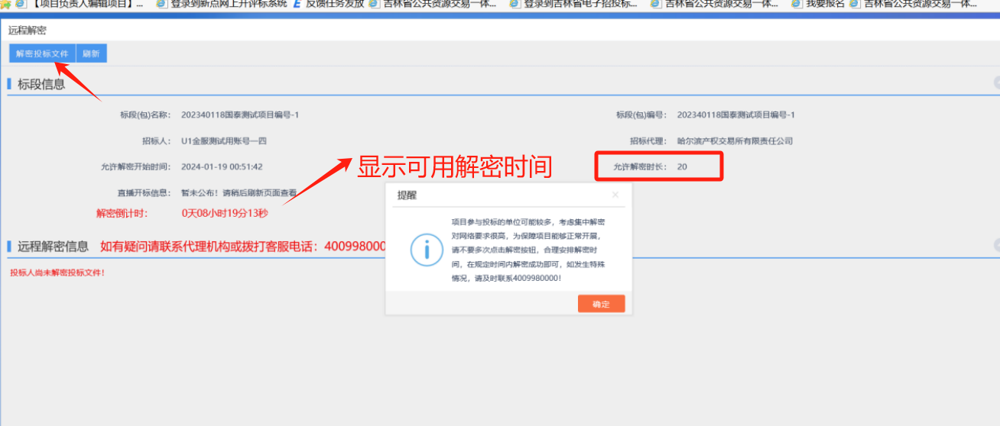 【项目负责人编辑项目】... 登录到新点网上开评标系统 反馈任务发放 吉林省公共资源交易一体... 登录到吉林省电子招投标... 吉林省公共资源交易一体... 我要报名 吉林省公共资源交易一体...
远程解密
解密投标文件 刷新
标段信息
标段(包)名称： 202340118国泰测试项目编号-1 标段(包)编号： 202340118国泰测试项目编号-1
招标人： U1金服测试用账号一四 招标代理： 哈尔滨产权交易所有限责任公司
允许解密开始时间： 2024-01-19 00:51:42 允许解密时长： 20
显示可用解密时间
直播开标信息： 暂未公布！请稍后刷新页面查看
解密倒计时： 0天08小时19分13秒
远程解密信息 如有疑问请联系代理机构或拨打客服电话：400998000
投标人尚未解密投标文件！
提醒
项目参与投标的单位可能较多，考虑集中解密
对网络要求很高，为保障项目能够正常开展，
请不要多次点击解密按钮，合理安排解密时
间，在规定时间内解密成功即可，如发生特殊
情况，请及时联系4009980000！
确定